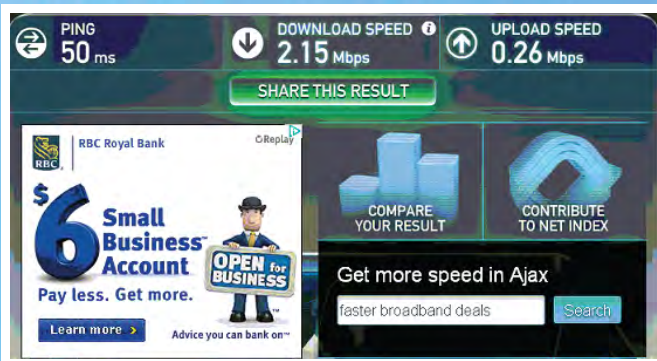 PING
50 ms
DOWNLOAD SPEED i
2.15 Mbps
UPLOAD SPEED
0.26 Mbps
SHARE THIS RESULT
RBC
RBC Royal Bank
Replay
$6 Small
Business™
Account
Pay less. Get more.
Learn more >
OPEN for
BUSINESS
Advice you can bank on™
COMPARE
YOUR RESULT
CONTRIBUTE
TO NET INDEX
Get more speed in Ajax
faster broadband deals
Search